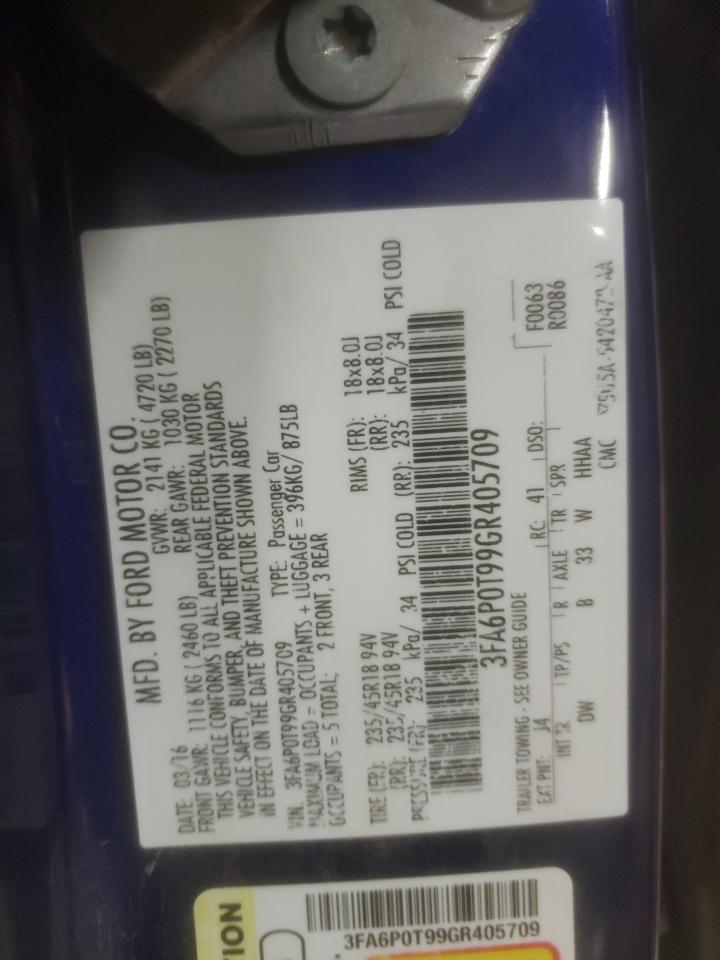 MFD. BY FORD MOTOR CO.
DATE: 03/16 GVWR: 2141 KG ( 4720 LB)
FRONT GAWR: 1116 KG ( 2460 LB) REAR GAWR: 1030 KG ( 2270 LB)
THIS VEHICLE CONFORMS TO ALL APPLICABLE FEDERAL MOTOR
VEHICLE SAFETY, BUMPER, AND THEFT PREVENTION STANDARDS
IN EFFECT ON THE DATE OF MANUFACTURE SHOWN ABOVE.
VIN: 3FA6P0T99GR405709 TYPE: Passenger Car
MAXIMUM LOAD = OCCUPANTS + LUGGAGE = 396KG/ 875LB
OCCUPANTS = 5 TOTAL; 2 FRONT, 3 REAR
TIRE (FR): 235/45R18 94V RIMS (FR): 18x8.0J
(RR): 235/45R18 94V (RR): 18x8.0J
PRESSURE (FR): 235 kPa/ 34 PSI COLD (RR): 235 kPa/ 34 PSI COLD
3FA6P0T99GR405709
TRAILER TOWING - SEE OWNER GUIDE F0063
R0086
EXT PNT: J4 RC: 41 DSO:
INT TR TP/PS R AXLE TR SPR
DW B 33 W HHAA
CMC
TION
3FA6P0T99GR405709